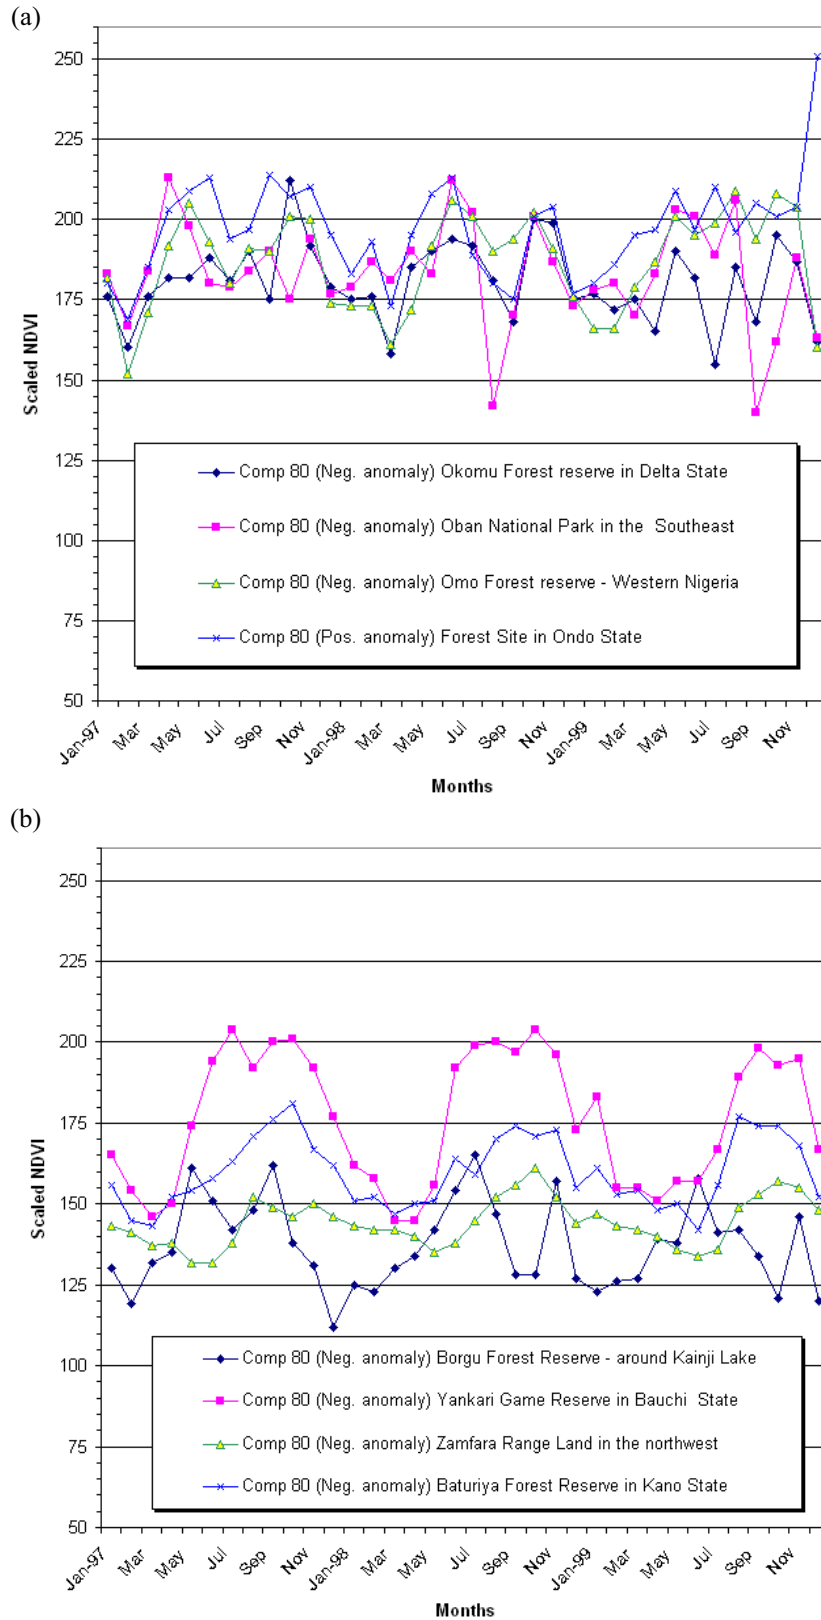 (a)
250
225
200
175
150
125
100
75
50
Scaled NDVI
Comp 80 (Neg. anomaly) Okomu Forest reserve in Delta State
Comp 80 (Neg. anomaly) Oban National Park in the Southeast
Comp 80 (Neg. anomaly) Omo Forest reserve - Western Nigeria
Comp 80 (Pos. anomaly) Forest Site in Ondo State
Jan-97 Mar May Jul Sep Nov Jan-98 Mar May Jul Sep Nov Jan-99 Mar May Jul Sep Nov
Months
(b)
250
225
200
175
150
125
100
75
50
Scaled NDVI
Comp 80 (Neg. anomaly) Borgu Forest Reserve - around Kainji Lake
Comp 80 (Neg. anomaly) Yankari Game Reserve in Bauchi State
Comp 80 (Neg. anomaly) Zamfara Range Land in the northwest
Comp 80 (Neg. anomaly) Baturiya Forest Reserve in Kano State
Jan-97 Mar May Jul Sep Nov Jan-98 Mar May Jul Sep Nov Jan-99 Mar May Jul Sep Nov
Months